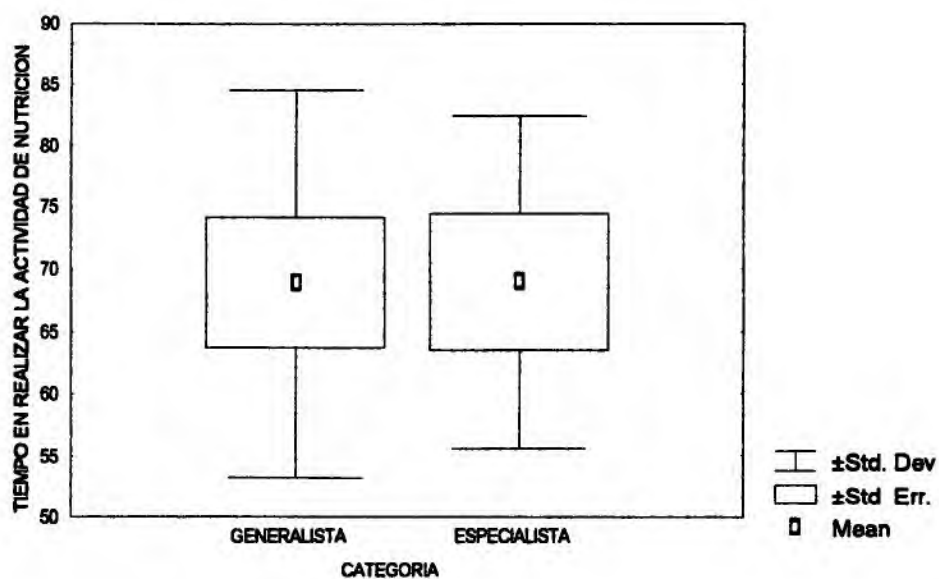 TIEMPO EN REALIZAR LA ACTIVIDAD DE NUTRICION
90
85
80
75
70
65
60
55
50
GENERALISTA ESPECIALISTA
CATEGORIA
±Std. Dev
±Std Err.
Mean